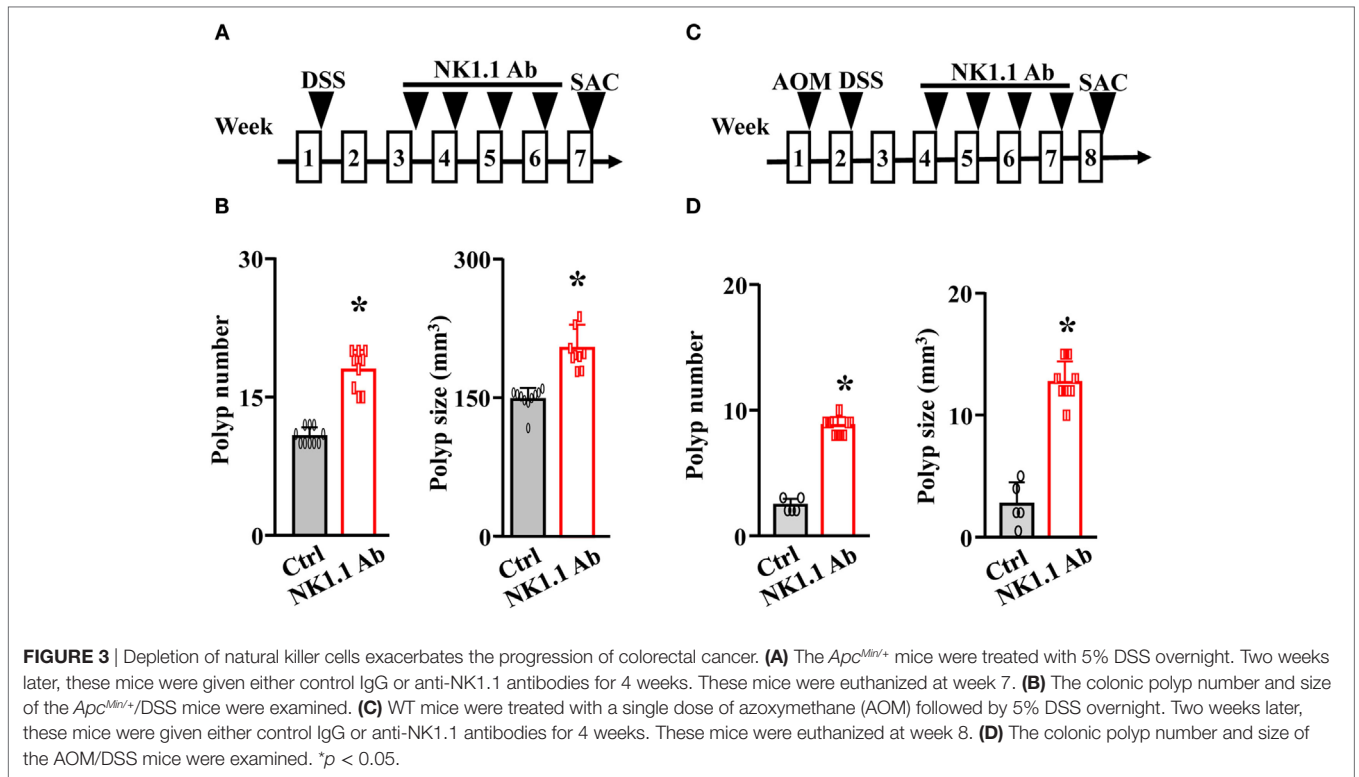 A
DSS
NK1.1 Ab
SAC
Week
1 2 3 4 5 6 7
B
30
15
0
Polyp number
*
Ctrl
NK1.1 Ab
300
150
0
Polyp size (mm³)
*
Ctrl
NK1.1 Ab
C
AOM DSS
NK1.1 Ab
SAC
Week
1 2 3 4 5 6 7 8
D
20
10
0
Polyp number
*
Ctrl
NK1.1 Ab
20
10
0
Polyp size (mm³)
*
Ctrl
NK1.1 Ab
FIGURE 3 | Depletion of natural killer cells exacerbates the progression of colorectal cancer. (A) The Apc^Min/+ mice were treated with 5% DSS overnight. Two weeks
later, these mice were given either control IgG or anti-NK1.1 antibodies for 4 weeks. These mice were euthanized at week 7. (B) The colonic polyp number and size
of the Apc^Min/+/DSS mice were examined. (C) WT mice were treated with a single dose of azoxymethane (AOM) followed by 5% DSS overnight. Two weeks later,
these mice were given either control IgG or anti-NK1.1 antibodies for 4 weeks. These mice were euthanized at week 8. (D) The colonic polyp number and size of
the AOM/DSS mice were examined. *p < 0.05.